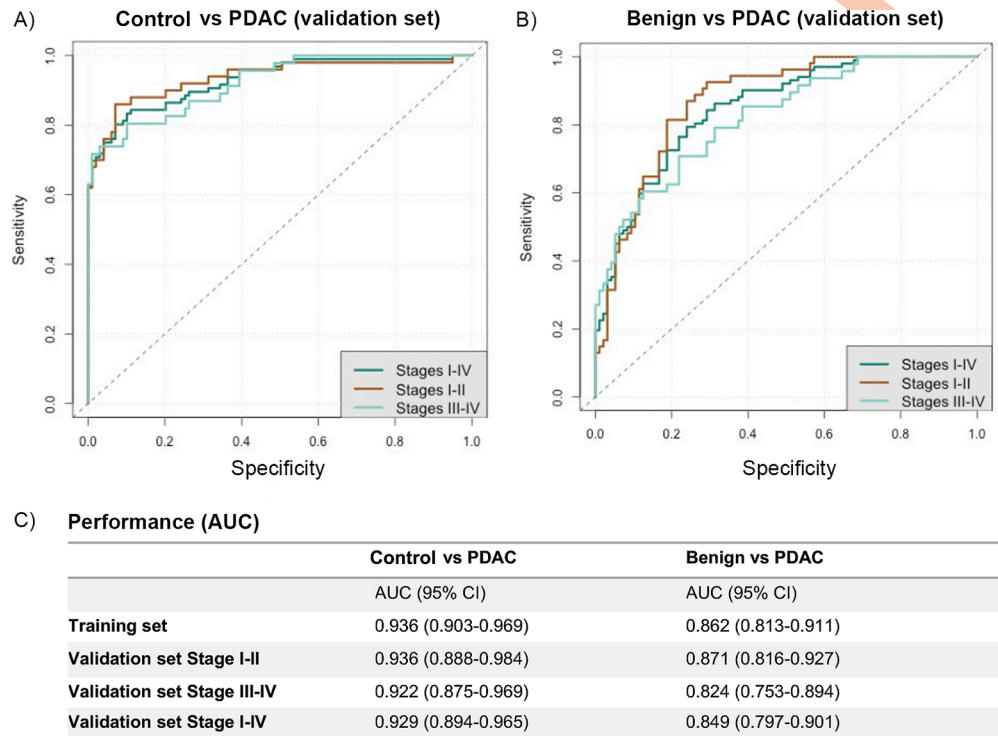 A) Control vs PDAC (validation set)
1.0
0.8
0.6
0.4
0.2
0.0
Sensitivity
Stages I-IV
Stages I-II
Stages III-IV
0.0 0.2 0.4 0.6 0.8 1.0
Specificity
B) Benign vs PDAC (validation set)
1.0
0.8
0.6
0.4
0.2
0.0
Sensitivity
Stages I-IV
Stages I-II
Stages III-IV
0.0 0.2 0.4 0.6 0.8 1.0
Specificity
C) Performance (AUC)
Control vs PDAC Benign vs PDAC
AUC (95% CI) AUC (95% CI)
Training set 0.936 (0.903-0.969) 0.862 (0.813-0.911)
Validation set Stage I-II 0.936 (0.888-0.984) 0.871 (0.816-0.927)
Validation set Stage III-IV 0.922 (0.875-0.969) 0.824 (0.753-0.894)
Validation set Stage I-IV 0.929 (0.894-0.965) 0.849 (0.797-0.901)